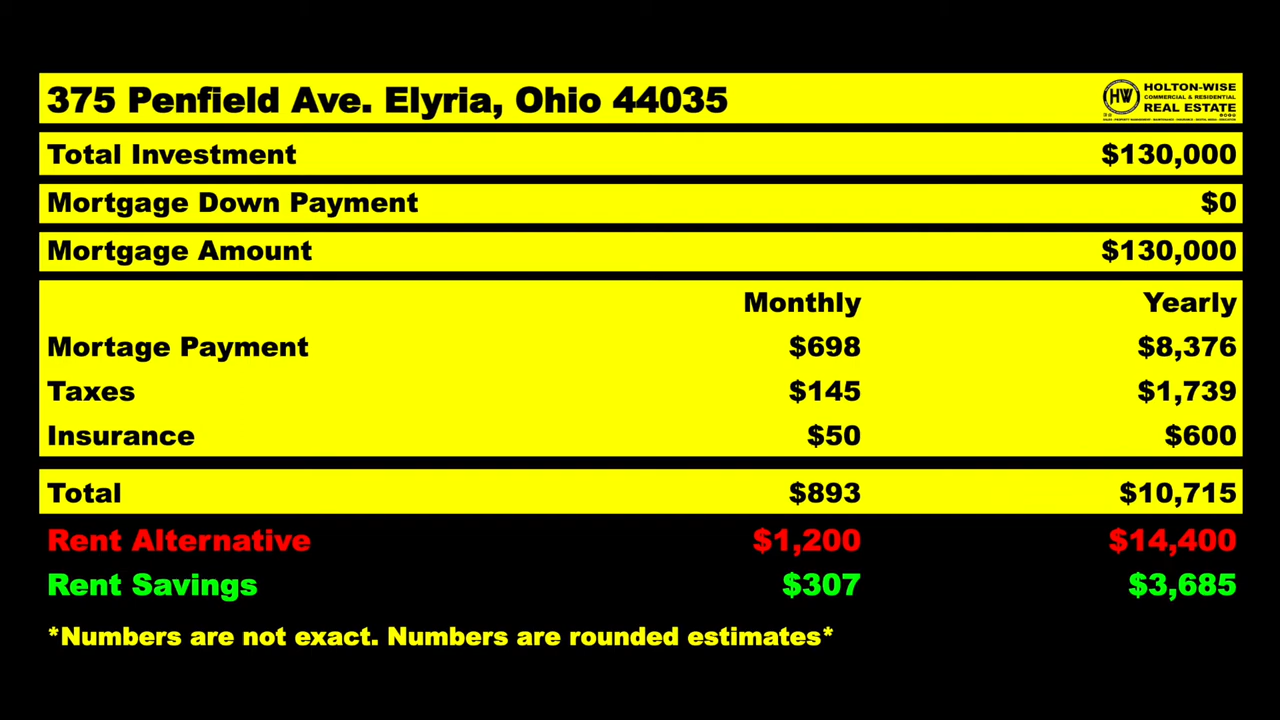 375 Penfield Ave. Elyria, Ohio 44035
HW
HOLTON-WISE
COMMERCIAL & RESIDENTIAL
REAL ESTATE
Total Investment $130,000
Mortgage Down Payment $0
Mortgage Amount $130,000
Monthly Yearly
Mortage Payment $698 $8,376
Taxes $145 $1,739
Insurance $50 $600
Total $893 $10,715
Rent Alternative $1,200 $14,400
Rent Savings $307 $3,685
*Numbers are not exact. Numbers are rounded estimates*